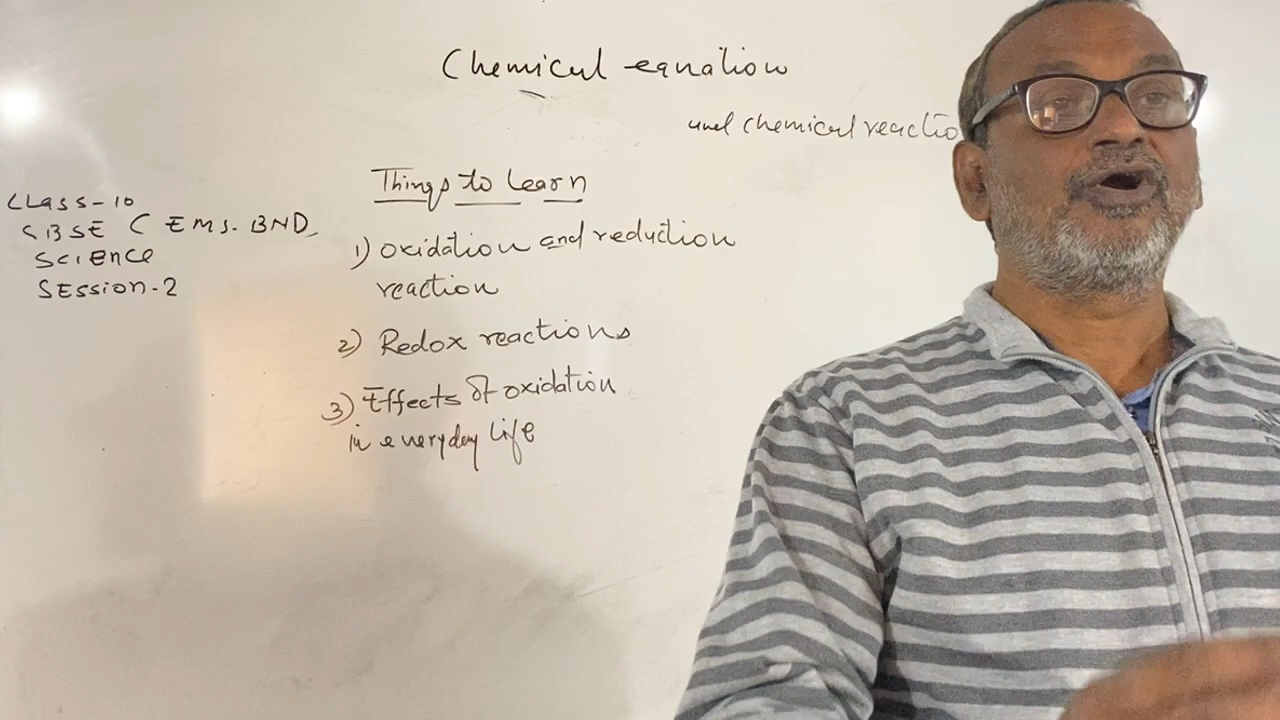 Chemical equation
and chemical reactio
Things to learn
Class-10
CBSE ( EMS. BND
Science
Session-2
1) oxidation and reduction
reaction
2) Redox reactions
3) Effects of oxidation
in everyday life